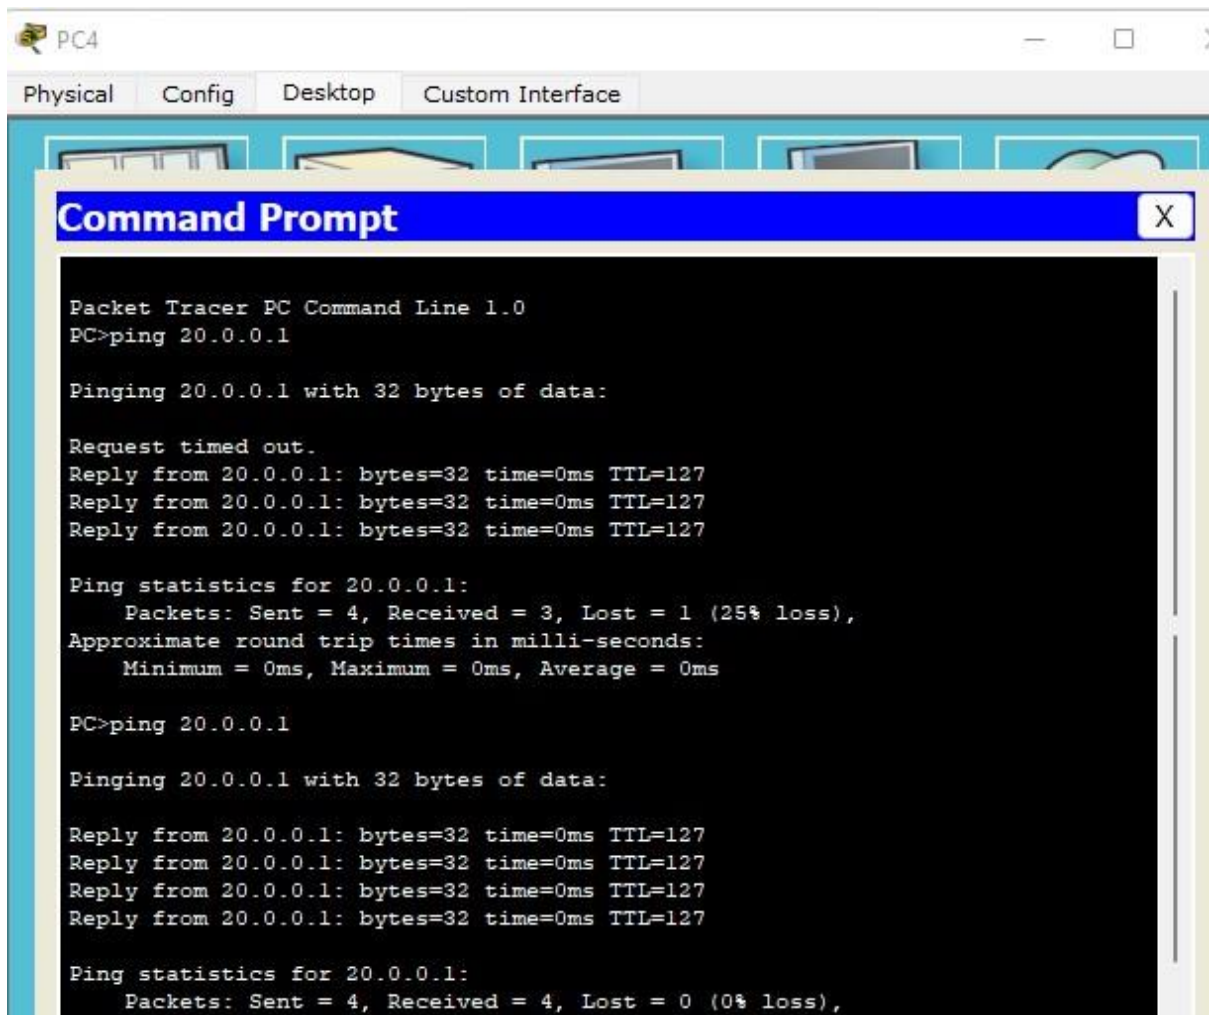 PC4
Physical Config Desktop Custom Interface
Command Prompt X
Packet Tracer PC Command Line 1.0
PC>ping 20.0.0.1
Pinging 20.0.0.1 with 32 bytes of data:
Request timed out.
Reply from 20.0.0.1: bytes=32 time=0ms TTL=127
Reply from 20.0.0.1: bytes=32 time=0ms TTL=127
Reply from 20.0.0.1: bytes=32 time=0ms TTL=127
Ping statistics for 20.0.0.1:
Packets: Sent = 4, Received = 3, Lost = 1 (25% loss),
Approximate round trip times in milli-seconds:
Minimum = 0ms, Maximum = 0ms, Average = 0ms
PC>ping 20.0.0.1
Pinging 20.0.0.1 with 32 bytes of data:
Reply from 20.0.0.1: bytes=32 time=0ms TTL=127
Reply from 20.0.0.1: bytes=32 time=0ms TTL=127
Reply from 20.0.0.1: bytes=32 time=0ms TTL=127
Reply from 20.0.0.1: bytes=32 time=0ms TTL=127
Ping statistics for 20.0.0.1:
Packets: Sent = 4, Received = 4, Lost = 0 (0% loss),